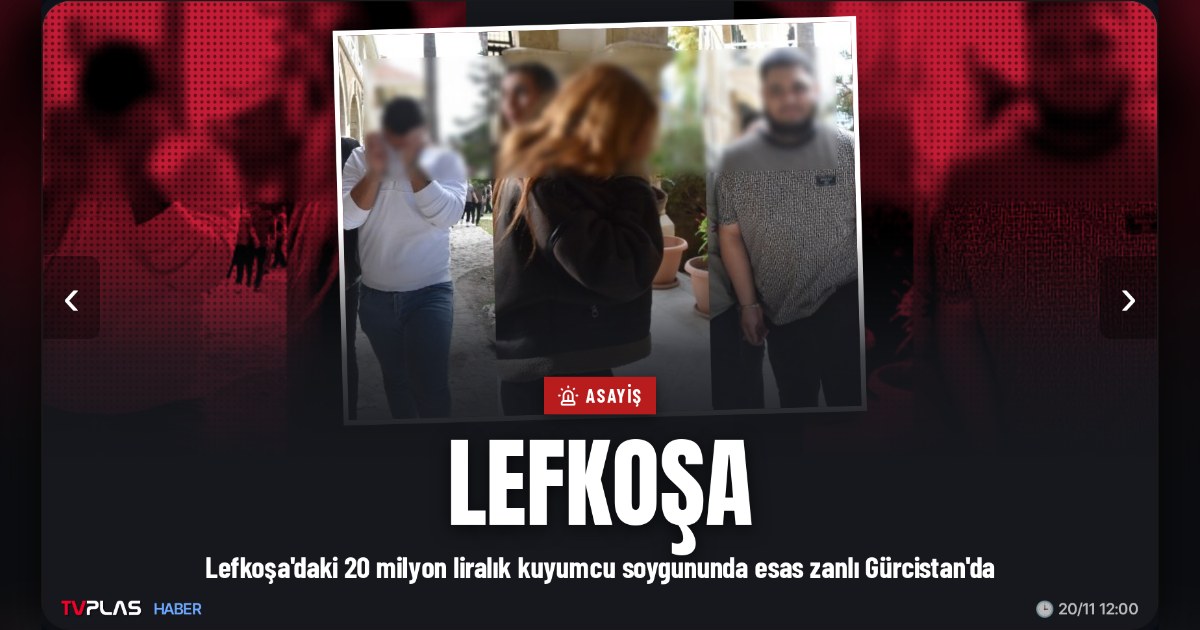 ASAYİŞ
LEFKOŞA
Lefkoşa'daki 20 milyon liralık kuyumcu soygununda esas zanlı Gürcistan'da
TVPLAS HABER
20/11 12:00